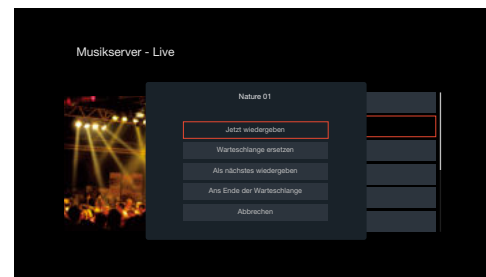 Musikserver - Live
Nature 01
Jetzt wiedergeben
Warteschlange ersetzen
Als nächstes wiedergeben
Ans Ende der Warteschlange
Abbrechen